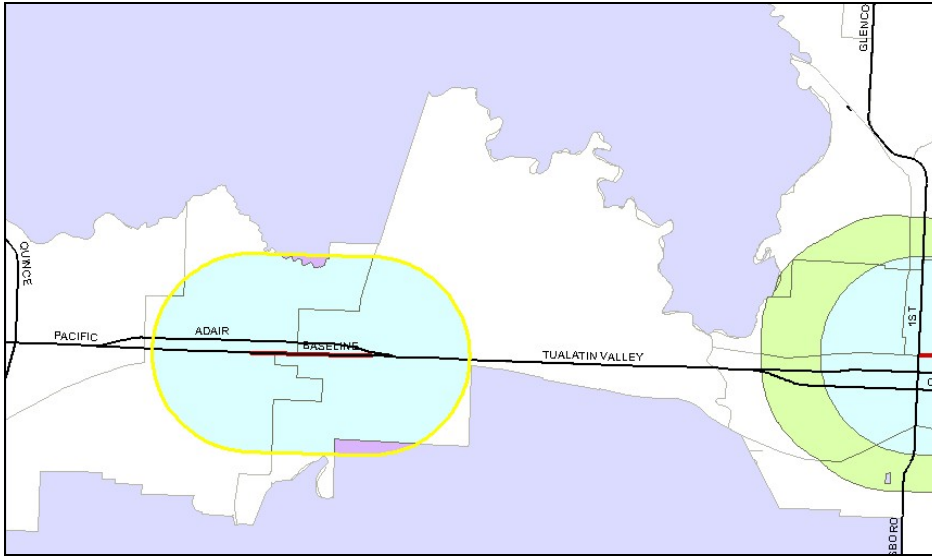 GLENCO
QUINCE
1ST
PACIFIC
ADAIR
BASELINE
TUALATIN VALLEY
SBORO